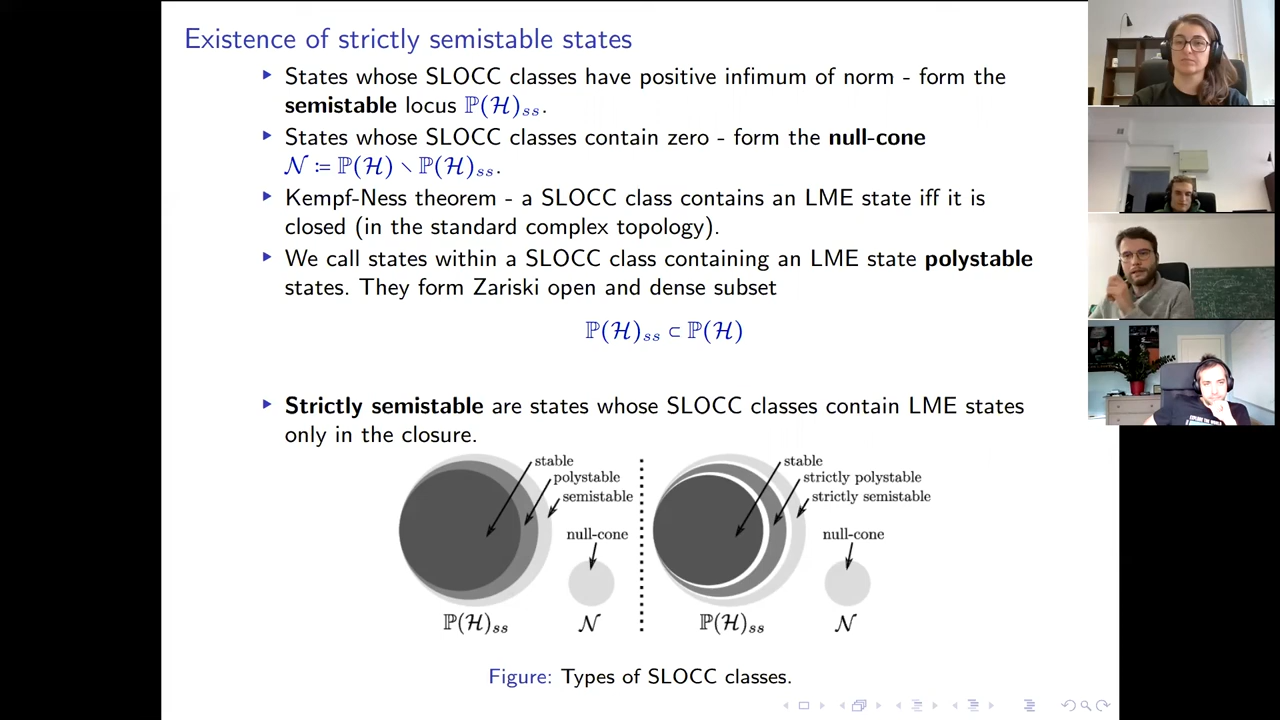 Existence of strictly semistable states
▸ States whose SLOCC classes have positive infimum of norm - form the
semistable locus ℙ(ℋ)ₛₛ.
▸ States whose SLOCC classes contain zero - form the null-cone
𝒩 ≔ ℙ(ℋ) ∖ ℙ(ℋ)ₛₛ.
▸ Kempf-Ness theorem - a SLOCC class contains an LME state iff it is
closed (in the standard complex topology).
▸ We call states within a SLOCC class containing an LME state polystable
states. They form Zariski open and dense subset
ℙ(ℋ)ₛₛ ⊂ ℙ(ℋ)
▸ Strictly semistable are states whose SLOCC classes contain LME states
only in the closure.
stable
polystable
semistable
null-cone
ℙ(ℋ)ₛₛ
𝒩
stable
strictly polystable
strictly semistable
null-cone
ℙ(ℋ)ₛₛ
𝒩
Figure: Types of SLOCC classes.